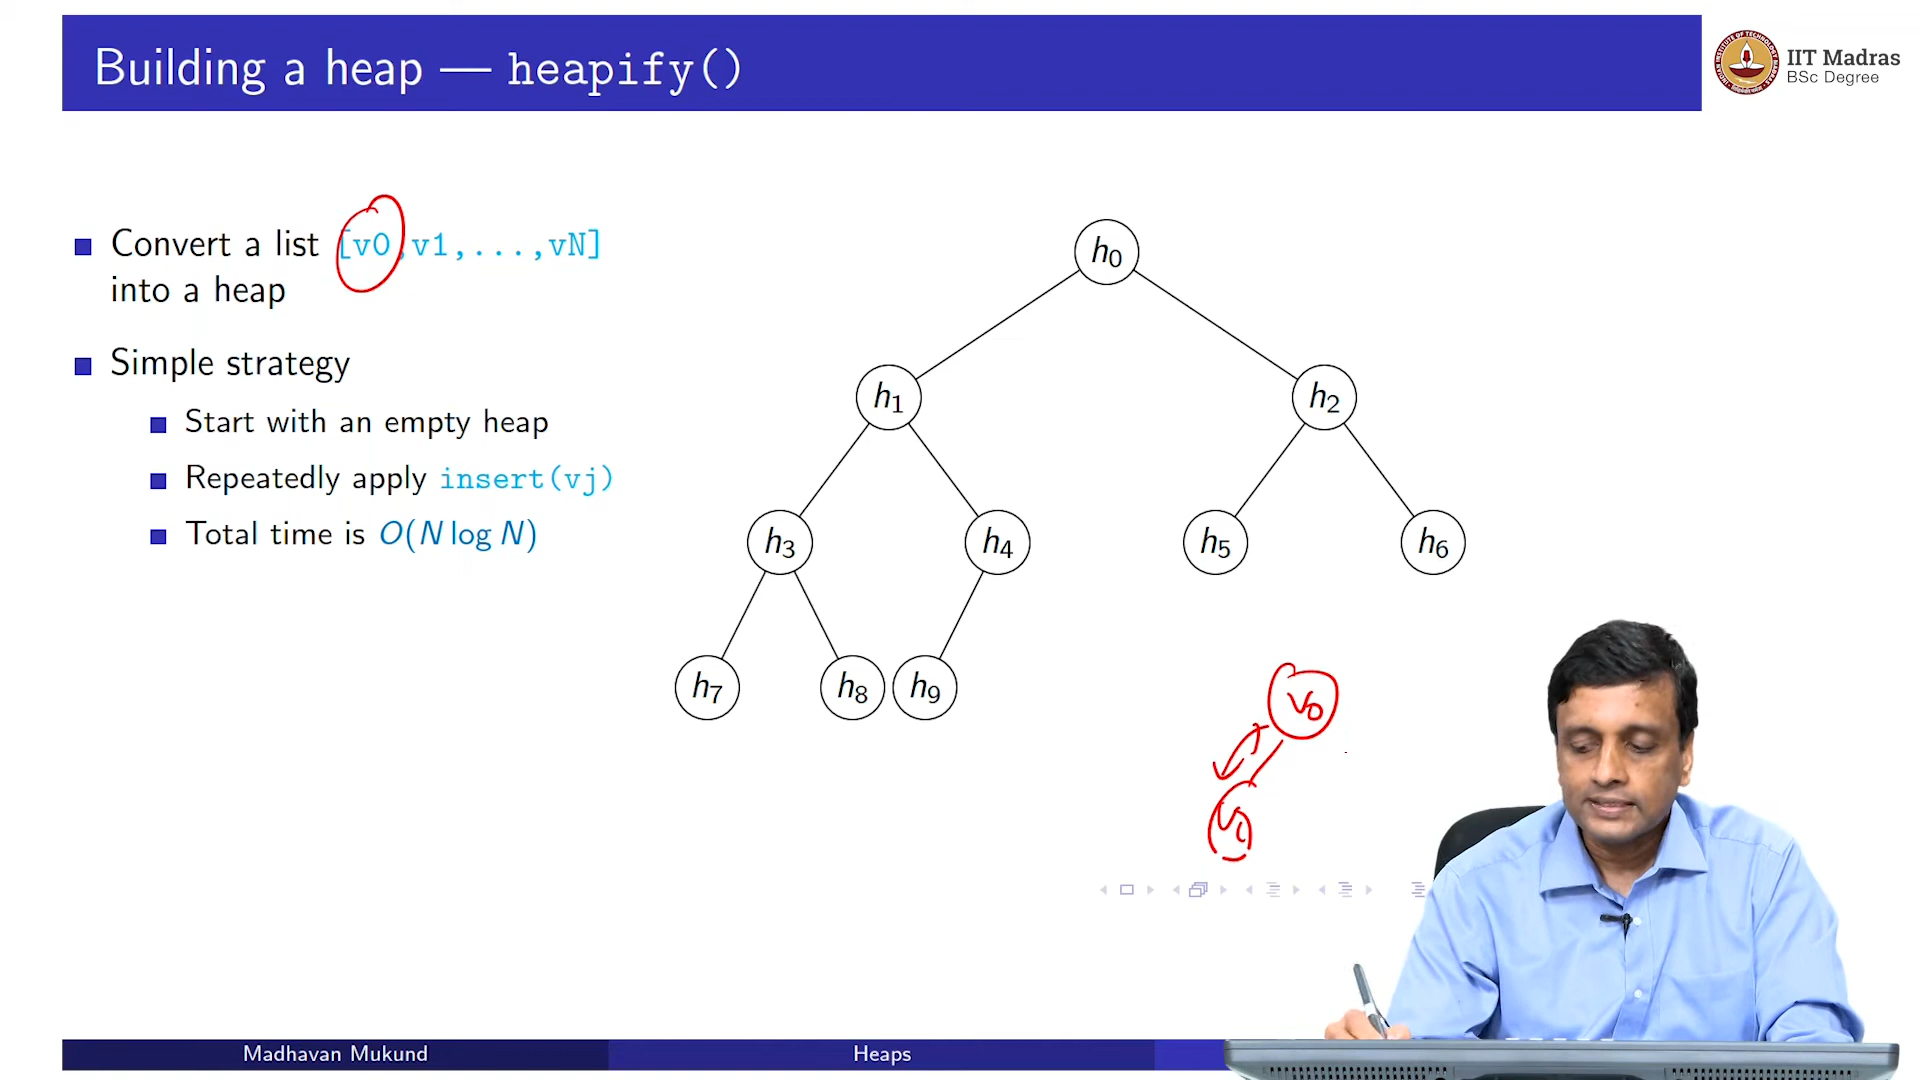 Building a heap — heapify()
IIT Madras
BSc Degree
Convert a list [v0,v1,...,vN]
into a heap
Simple strategy
Start with an empty heap
Repeatedly apply insert(vj)
Total time is O(N log N)
h₀
h₁ h₂
h₃ h₄ h₅ h₆
h₇ h₈ h₉
v₀
v₁
Madhavan Mukund
Heaps